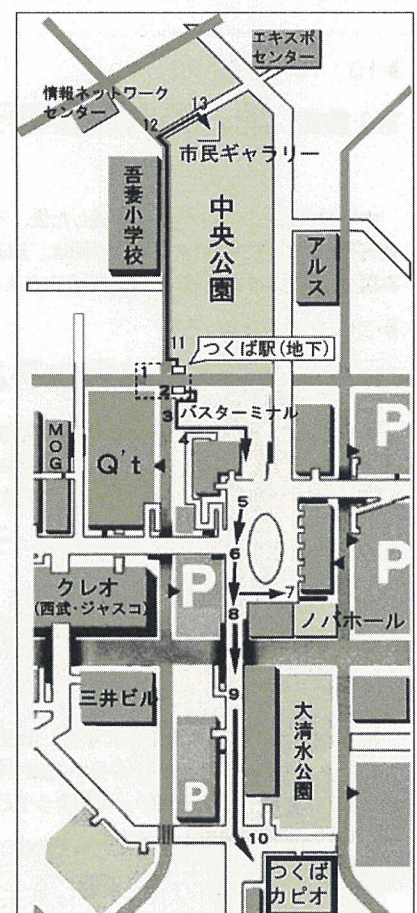 エキスポ
センター
情報ネットワーク
センター
13
12
市民ギャラリー
吾妻小学校
中央公園
アルス
11
つくば駅(地下)
1
2
3
バスターミナル
4
MOG
Q't
P
5
6
P
クレオ
(西武・ジャスコ)
P
7
8
ノバホール
9
三井ビル
大清水公園
P
10
つくば
カピオ